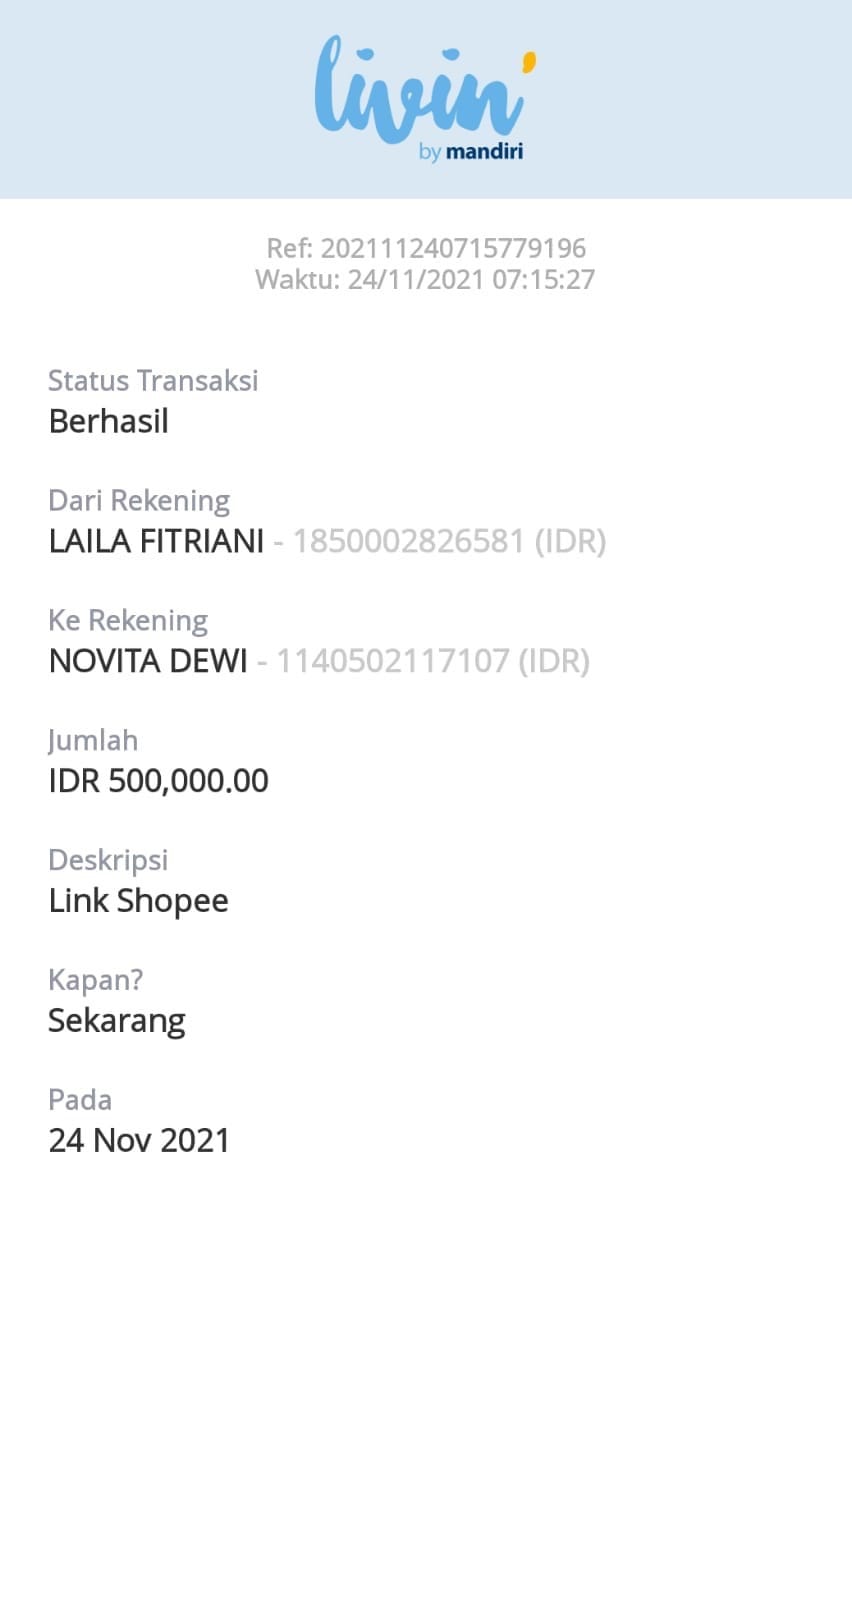 livin'
by mandiri
Ref: 202111240715779196
Waktu: 24/11/2021 07:15:27
Status Transaksi
Berhasil
Dari Rekening
LAILA FITRIANI - 1850002826581 (IDR)
Ke Rekening
NOVITA DEWI - 1140502117107 (IDR)
Jumlah
IDR 500,000.00
Deskripsi
Link Shopee
Kapan?
Sekarang
Pada
24 Nov 2021